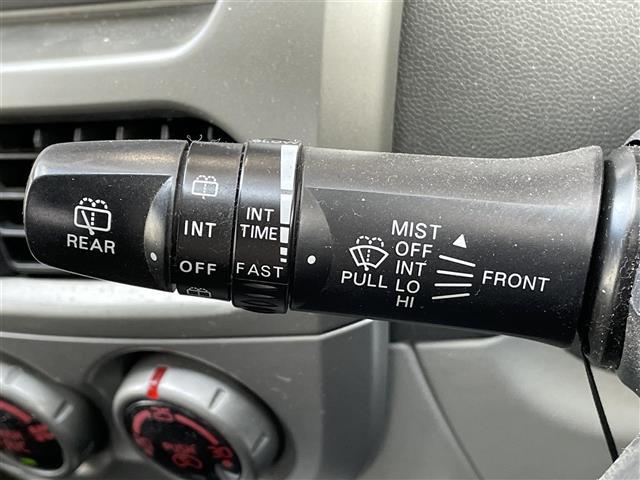 REAR
INT
OFF
INT
TIME
FAST
MIST
OFF
INT
PULL
LO
HI
FRONT